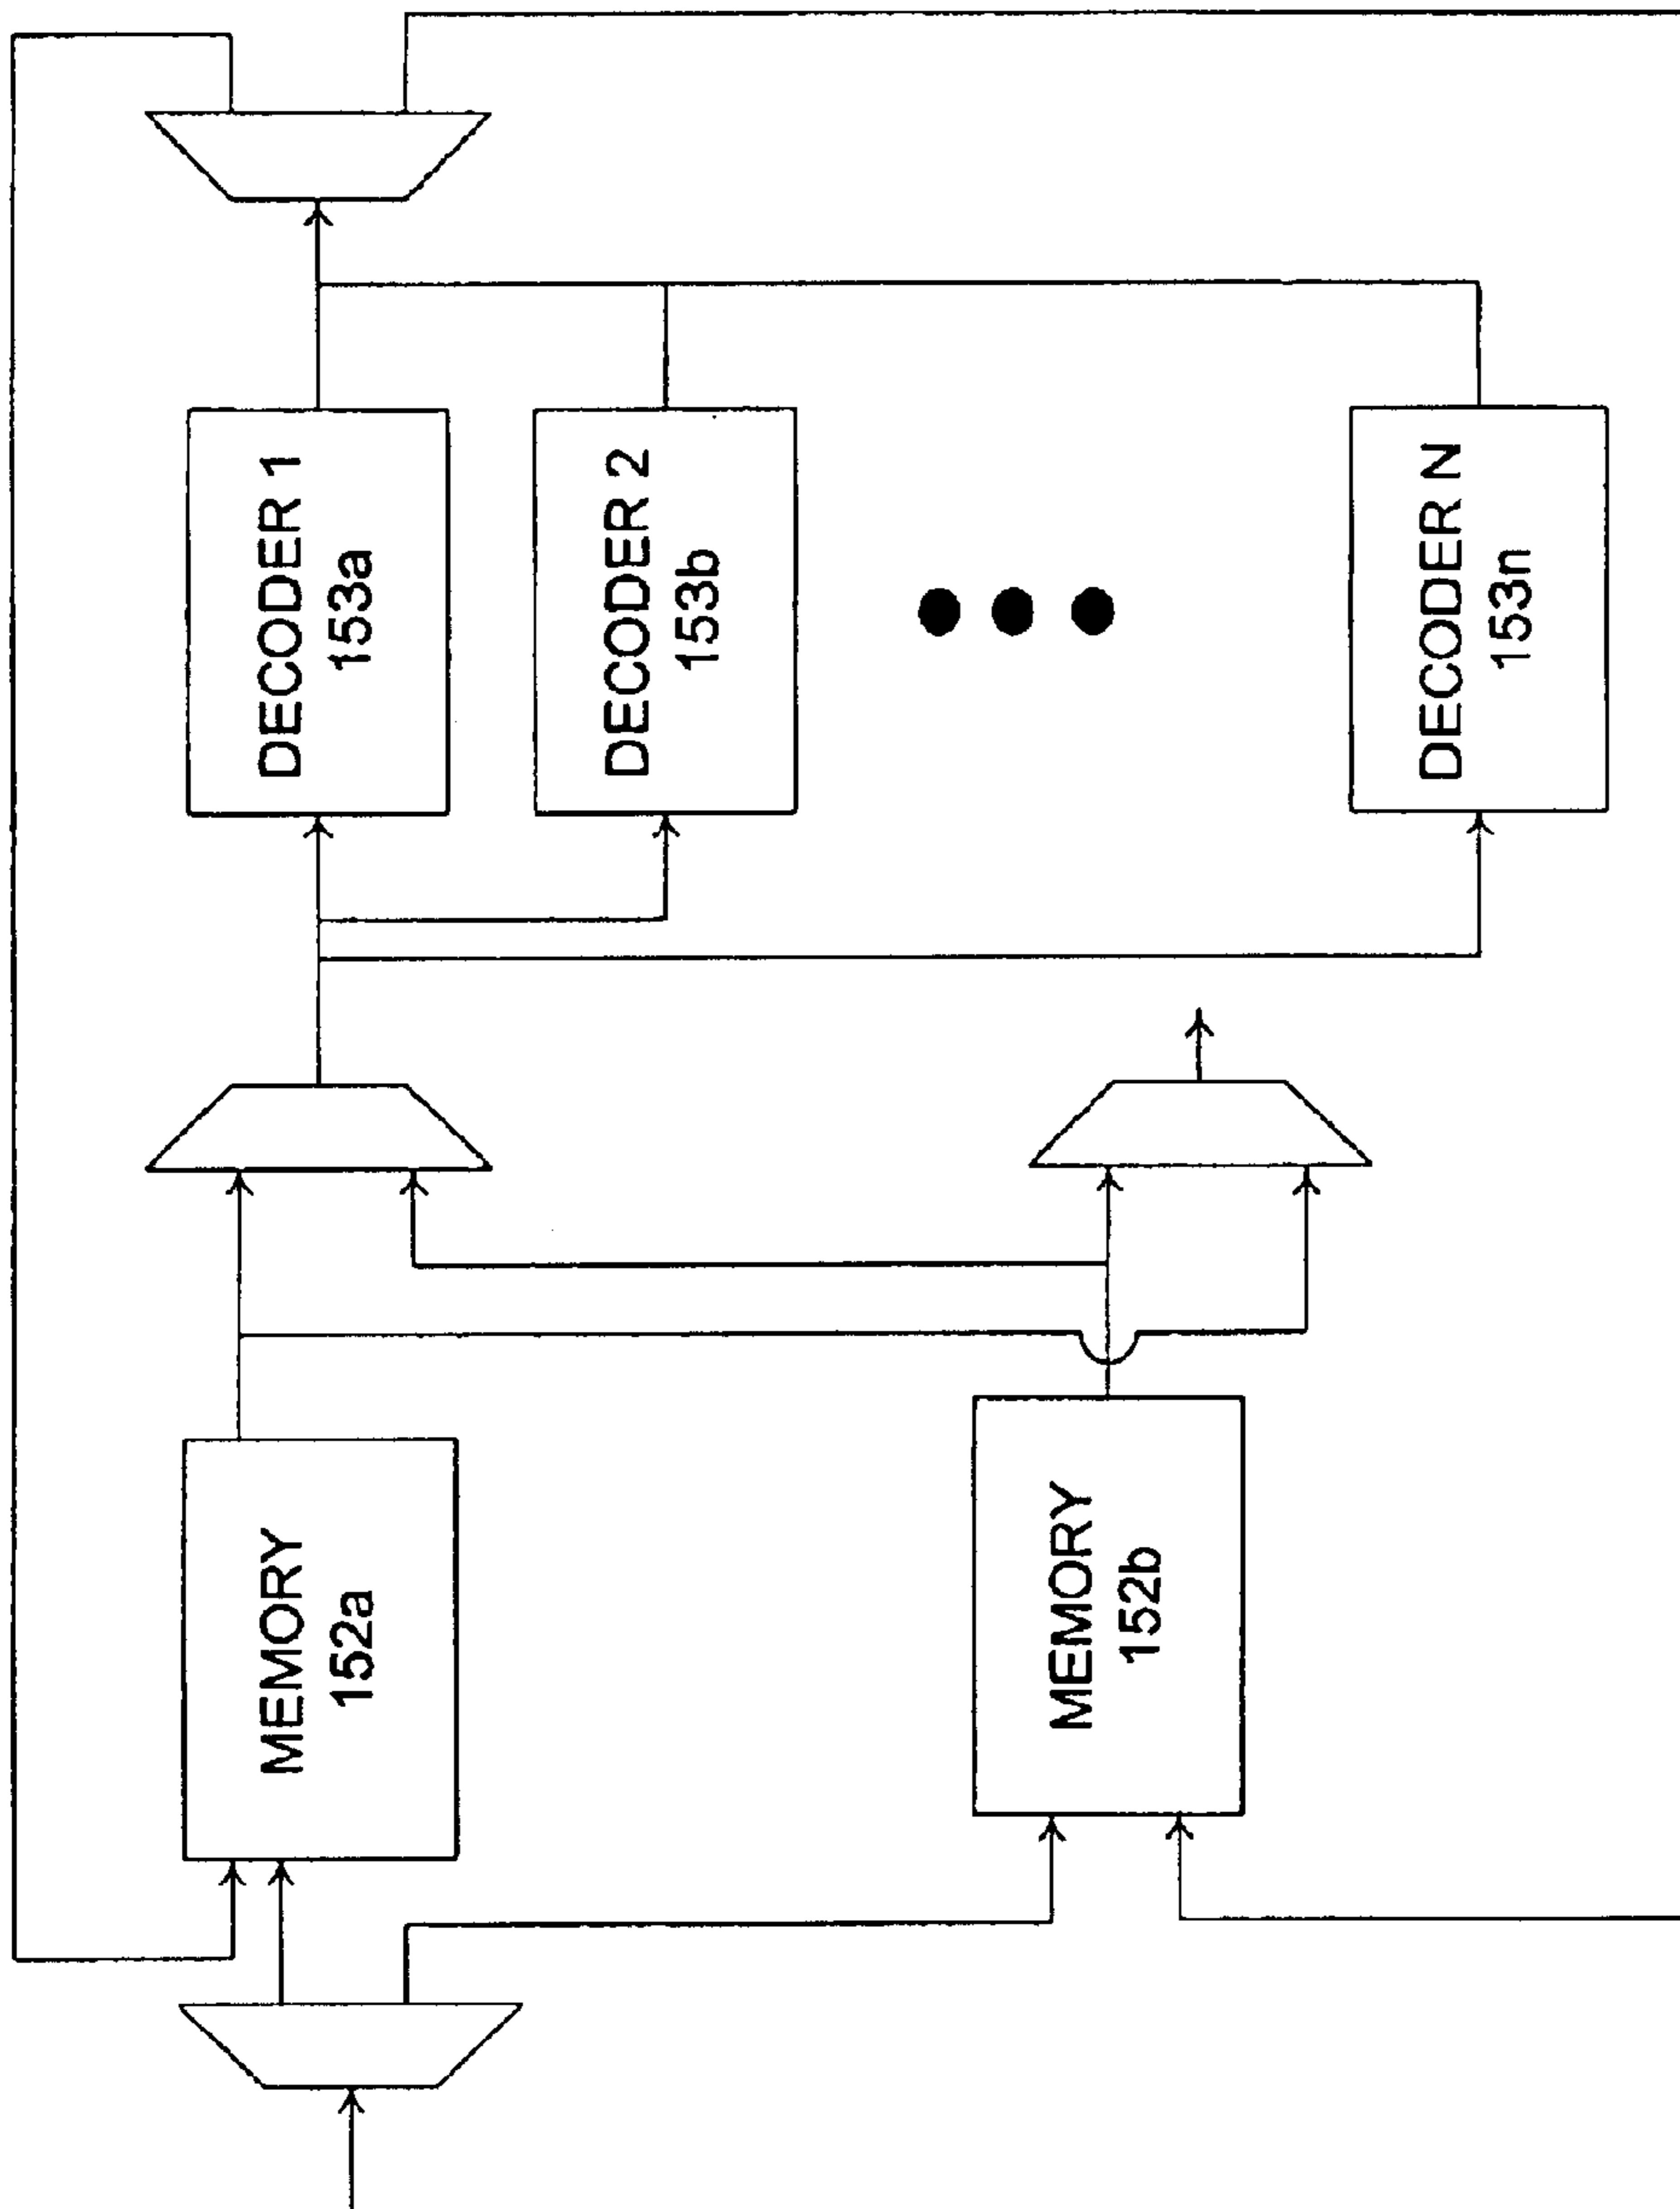 MEMORY
152a
MEMORY
152b
DECODER 1
153a
DECODER 2
153b
DECODER N
153n